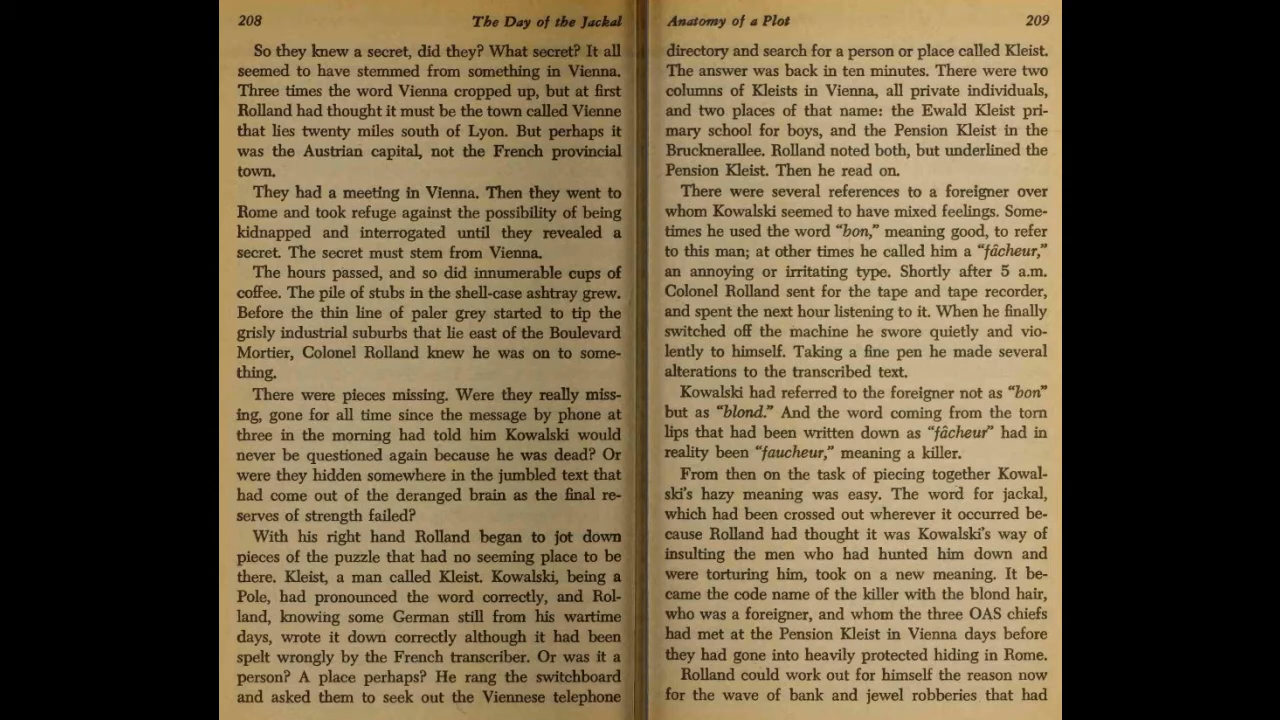 208
The Day of the Jackal
So they knew a secret, did they? What secret? It all
seemed to have stemmed from something in Vienna.
Three times the word Vienna cropped up, but at first
Rolland had thought it must be the town called Vienne
that lies twenty miles south of Lyon. But perhaps it
was the Austrian capital, not the French provincial
town.
They had a meeting in Vienna. Then they went to
Rome and took refuge against the possibility of being
kidnapped and interrogated until they revealed a
secret. The secret must stem from Vienna.
The hours passed, and so did innumerable cups of
coffee. The pile of stubs in the shell-case ashtray grew.
Before the thin line of paler grey started to tip the
grisly industrial suburbs that lie east of the Boulevard
Mortier, Colonel Rolland knew he was on to some-
thing.
There were pieces missing. Were they really miss-
ing, gone for all time since the message by phone at
three in the morning had told him Kowalski would
never be questioned again because he was dead? Or
were they hidden somewhere in the jumbled text that
had come out of the deranged brain as the final re-
serves of strength failed?
With his right hand Rolland began to jot down
pieces of the puzzle that had no seeming place to be
there. Kleist, a man called Kleist. Kowalski, being a
Pole, had pronounced the word correctly, and Rol-
land, knowing some German still from his wartime
days, wrote it down correctly although it had been
spelt wrongly by the French transcriber. Or was it a
person? A place perhaps? He rang the switchboard
and asked them to seek out the Viennese telephone
Anatomy of a Plot
209
directory and search for a person or place called Kleist.
The answer was back in ten minutes. There were two
columns of Kleists in Vienna, all private individuals,
and two places of that name: the Ewald Kleist pri-
mary school for boys, and the Pension Kleist in the
Brucknerallee. Rolland noted both, but underlined the
Pension Kleist. Then he read on.
There were several references to a foreigner over
whom Kowalski seemed to have mixed feelings. Some-
times he used the word "bon," meaning good, to refer
to this man; at other times he called him a "fâcheur,"
an annoying or irritating type. Shortly after 5 a.m.
Colonel Rolland sent for the tape and tape recorder,
and spent the next hour listening to it. When he finally
switched off the machine he swore quietly and vio-
lently to himself. Taking a fine pen he made several
alterations to the transcribed text.
Kowalski had referred to the foreigner not as "bon"
but as "blond." And the word coming from the torn
lips that had been written down as "fâcheur" had in
reality been "faucheur," meaning a killer.
From then on the task of piecing together Kowal-
ski's hazy meaning was easy. The word for jackal,
which had been crossed out wherever it occurred be-
cause Rolland had thought it was Kowalski's way of
insulting the men who had hunted him down and
were torturing him, took on a new meaning. It be-
came the code name of the killer with the blond hair,
who was a foreigner, and whom the three OAS chiefs
had met at the Pension Kleist in Vienna days before
they had gone into heavily protected hiding in Rome.
Rolland could work out for himself the reason now
for the wave of bank and jewel robberies that had